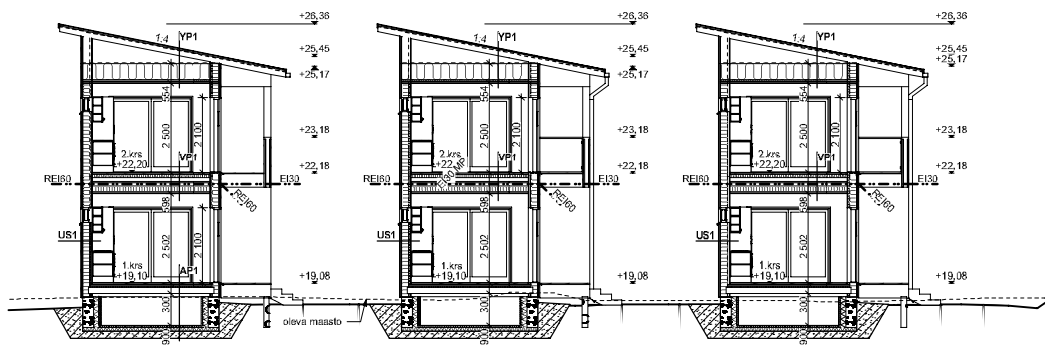 +26,36
1:4
YP1
+25,45
+25,17
554
2 500
2 100
+23,18
2.krs
+22,20
VP1
+22,18
REI60
EI30
REI60
598
US1
2 502
2 100
1.krs
+19,10
AP1
+19,08
300
900
oleva maasto
+26,36
1:4
YP1
+25,45
+25,17
554
2 500
2 100
+23,18
2.krs
+22,20
VP1
+22,18
REI60
EI30
REI60
598
US1
2 502
1.krs
+19,10
+19,08
300
900
+26,36
1:4
YP1
+25,45
+25,17
554
2 500
2 100
+23,18
2.krs
+22,20
VP1
+22,18
REI60
EI30
REI60
598
US1
2 502
1.krs
+19,10
+19,08
300